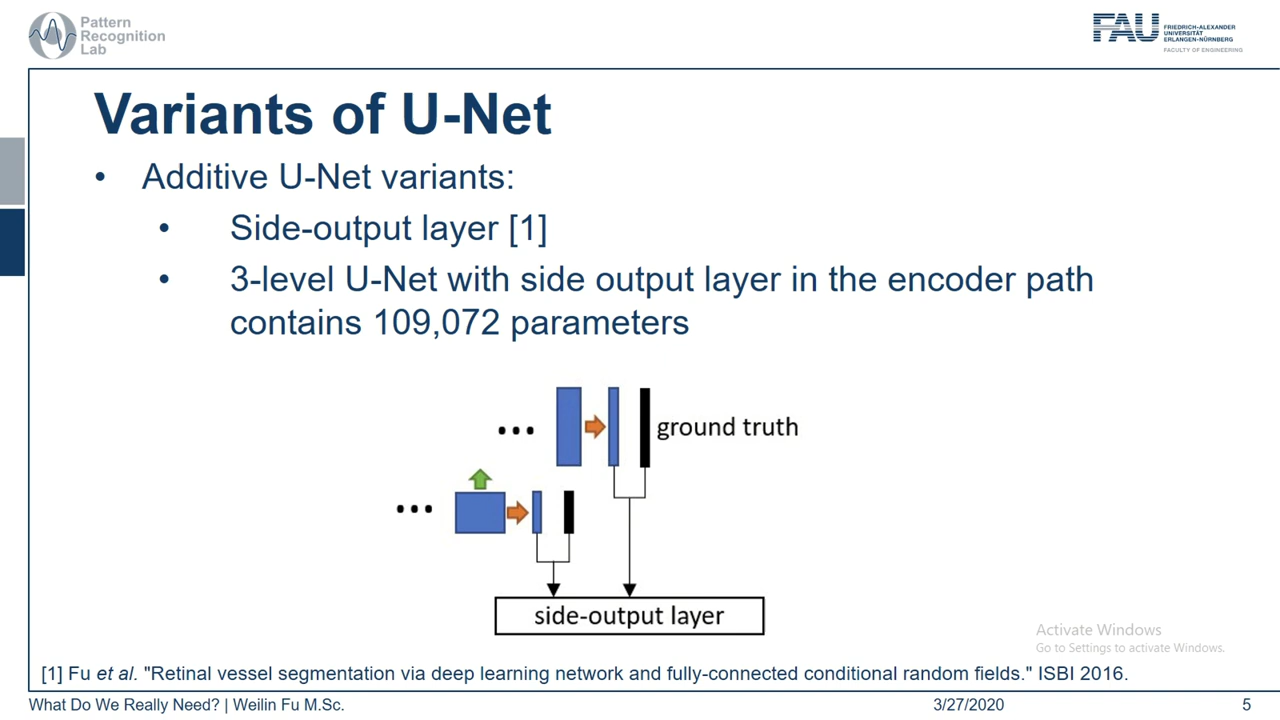 Pattern
Recognition
Lab
FAU
FRIEDRICH-ALEXANDER
UNIVERSITÄT
ERLANGEN-NÜRNBERG
FACULTY OF ENGINEERING
Variants of U-Net
• Additive U-Net variants:
• Side-output layer [1]
• 3-level U-Net with side output layer in the encoder path
contains 109,072 parameters
... ground truth
...
side-output layer
Activate Windows
Go to Settings to activate Windows.
[1] Fu et al. "Retinal vessel segmentation via deep learning network and fully-connected conditional random fields." ISBI 2016.
What Do We Really Need? | Weilin Fu M.Sc. 3/27/2020 5